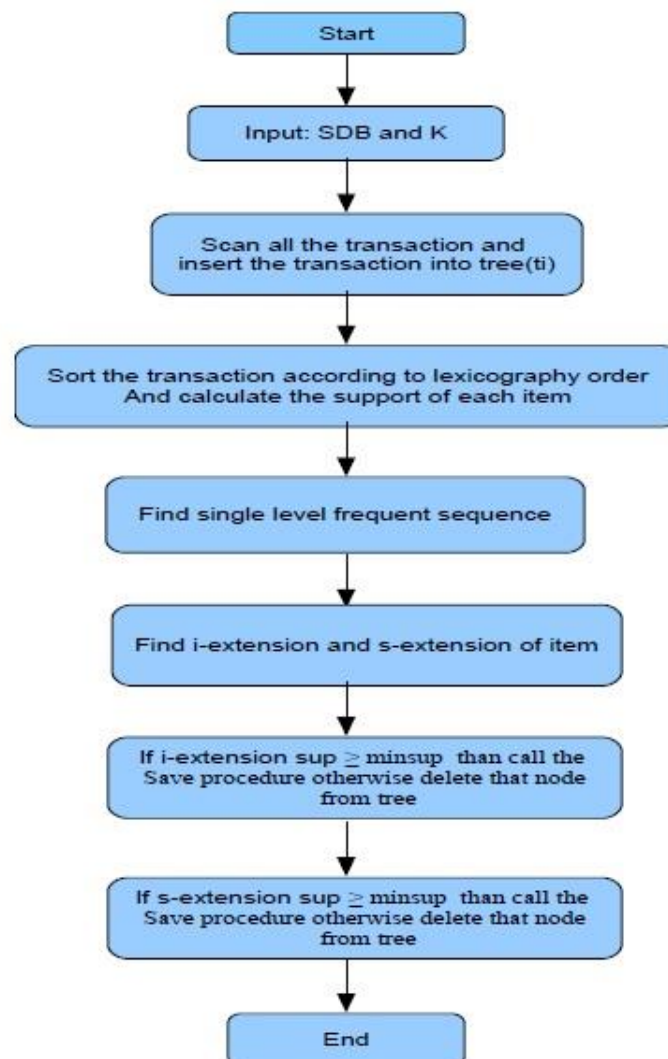 Start
Input: SDB and K
Scan all the transaction and
insert the transaction into tree(ti)
Sort the transaction according to lexicography order
And calculate the support of each item
Find single level frequent sequence
Find i-extension and s-extension of item
If i-extension sup ≥ minsup than call the
Save procedure otherwise delete that node
from tree
If s-extension sup ≥ minsup than call the
Save procedure otherwise delete that node
from tree
End